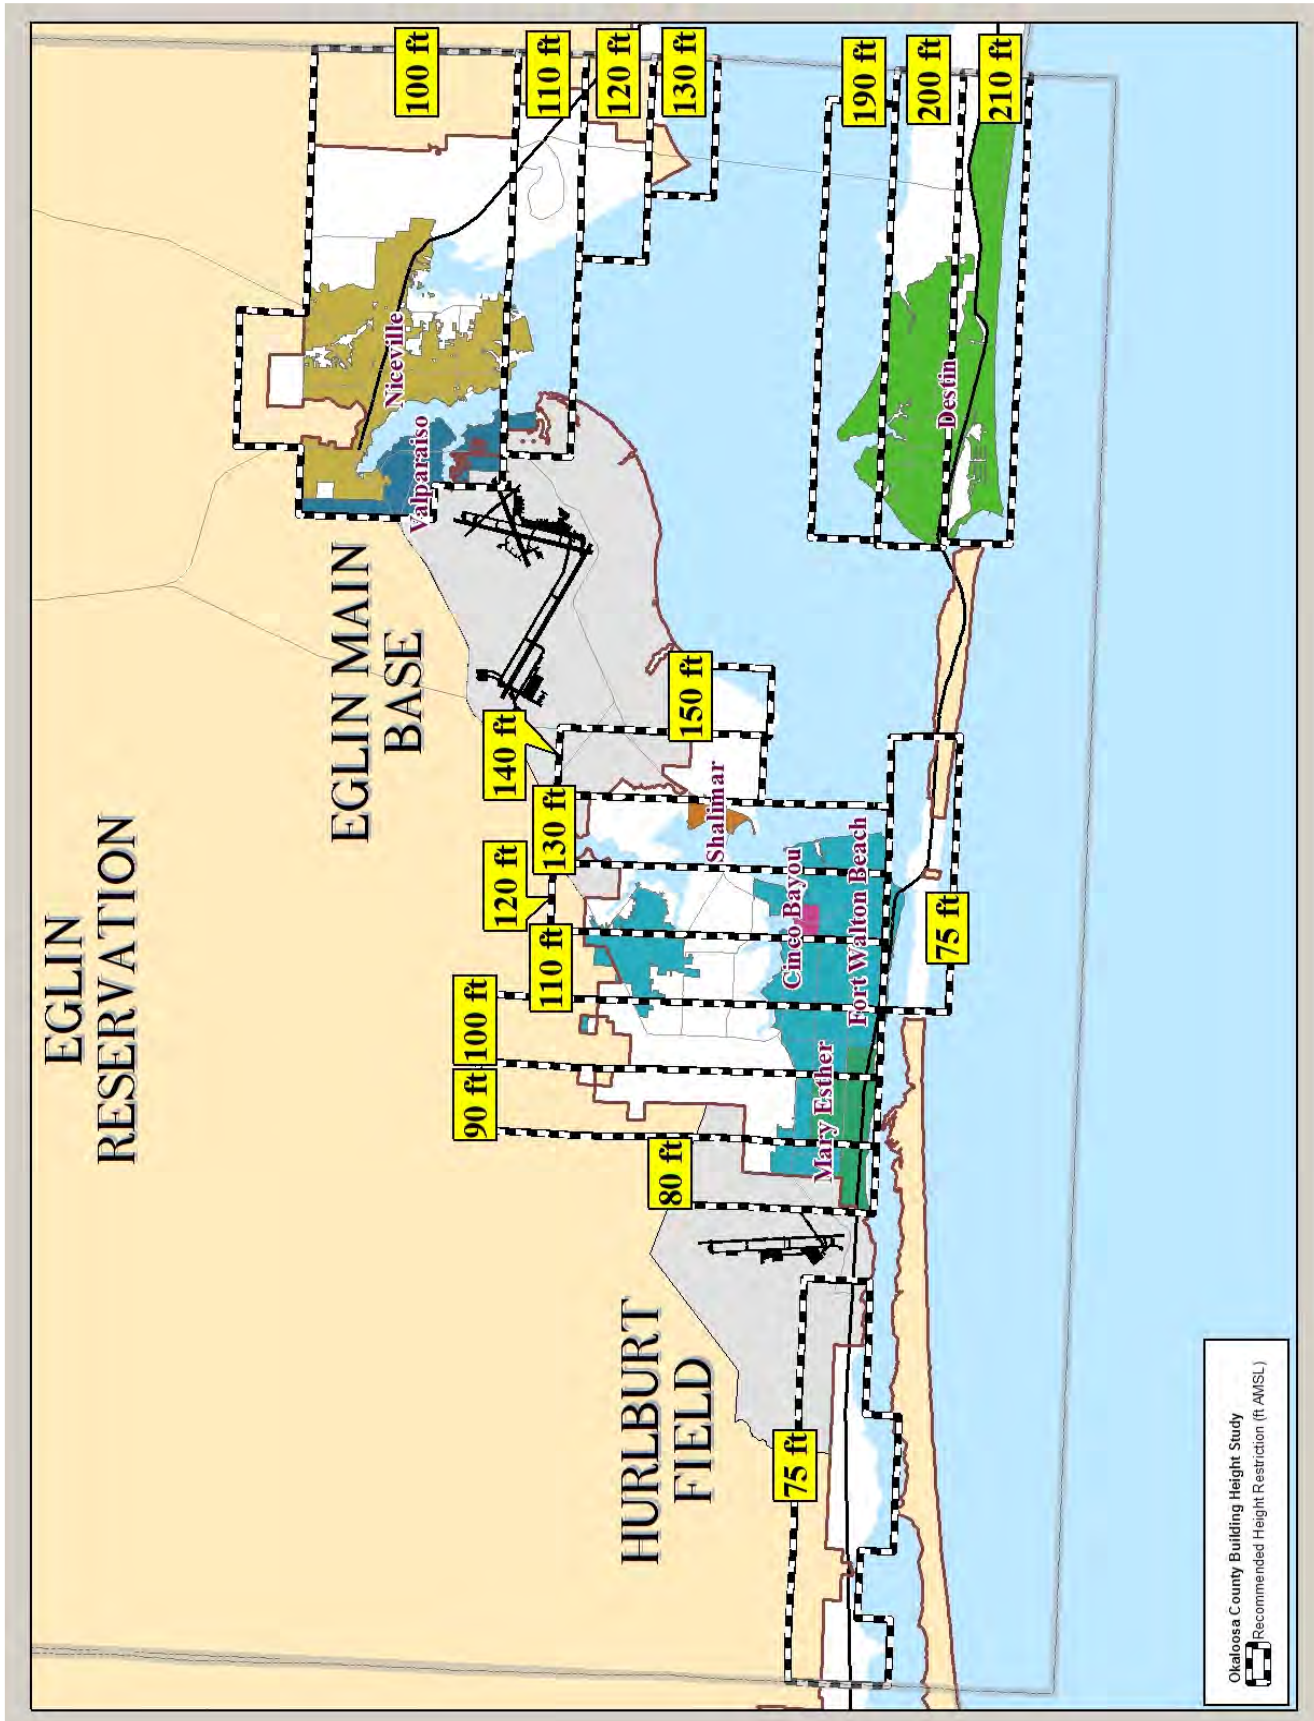 EGLIN
RESERVATION
EGLIN MAIN
BASE
HURLBURT
FIELD
100 ft
110 ft
120 ft
130 ft
190 ft
200 ft
210 ft
Niceville
Valparaiso
Destin
150 ft
140 ft
130 ft
120 ft
110 ft
100 ft
90 ft
80 ft
75 ft
75 ft
Shalimar
Cinco Bayou
Fort Walton Beach
Mary Esther
Okaloosa County Building Height Study
Recommended Height Restriction (ft AMSL)